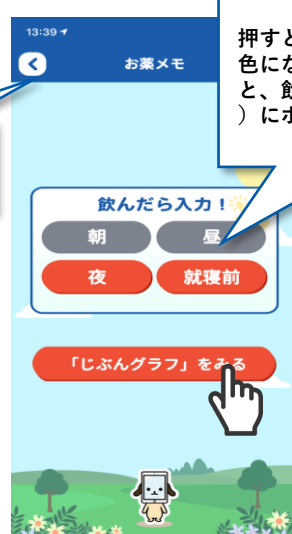 13:39
お薬メモ
押すと
色にな
と、飲
）にポ
飲んだら入力！
朝
昼
夜
就寝前
「じぶんグラフ」をみる